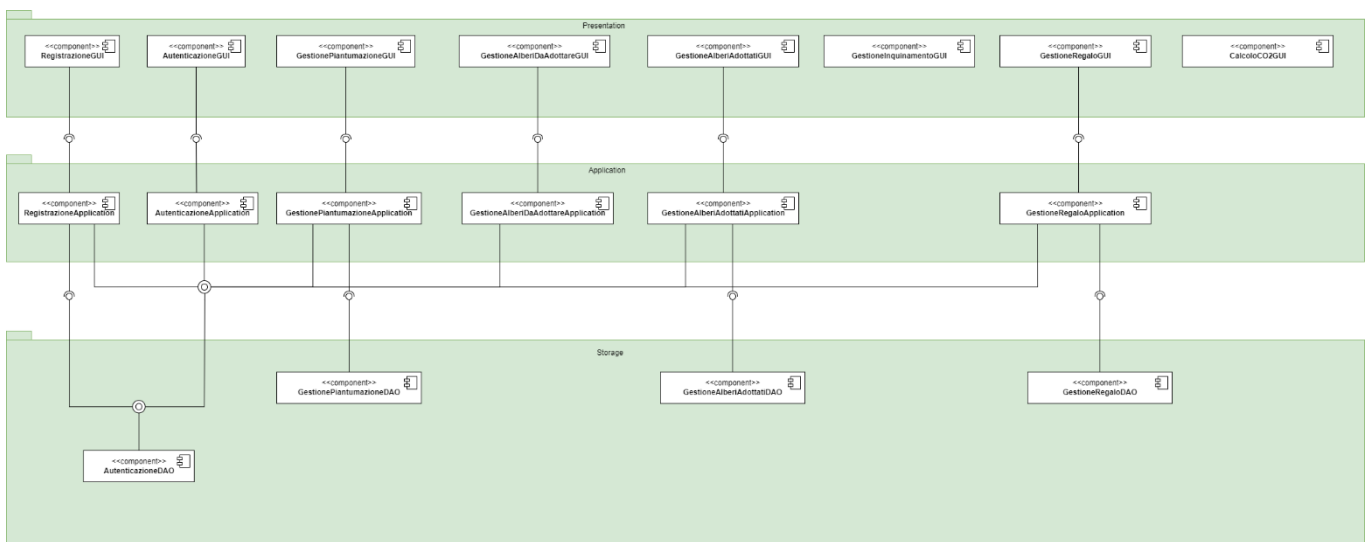 Presentation
<<component>>
RegistrazioneGUI
<<component>>
AutenticazioneGUI
<<component>>
GestionePiantumazioneGUI
<<component>>
GestioneAlberiDaAdottareGUI
<<component>>
GestioneAlberiAdottatiGUI
<<component>>
GestioneInquinamentoGUI
<<component>>
GestioneRegaloGUI
<<component>>
CalcoloCO2GUI
Application
<<component>>
RegistrazioneApplication
<<component>>
AutenticazioneApplication
<<component>>
GestionePiantumazioneApplication
<<component>>
GestioneAlberiDaAdottareApplication
<<component>>
GestioneAlberiAdottatiApplication
<<component>>
GestioneRegaloApplication
Storage
<<component>>
GestionePiantumazioneDAO
<<component>>
GestioneAlberiAdottatiDAO
<<component>>
GestioneRegaloDAO
<<component>>
AutenticazioneDAO